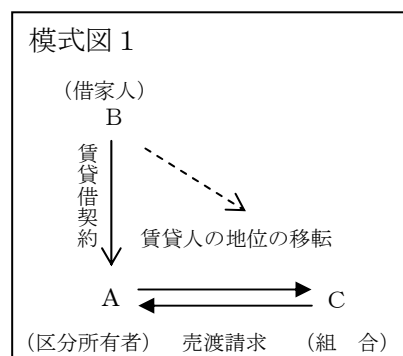 模式図1
（借家人）
B
賃貸借契約
賃貸人の地位の移転
A
C
（区分所有者）
売渡請求
（組　合）